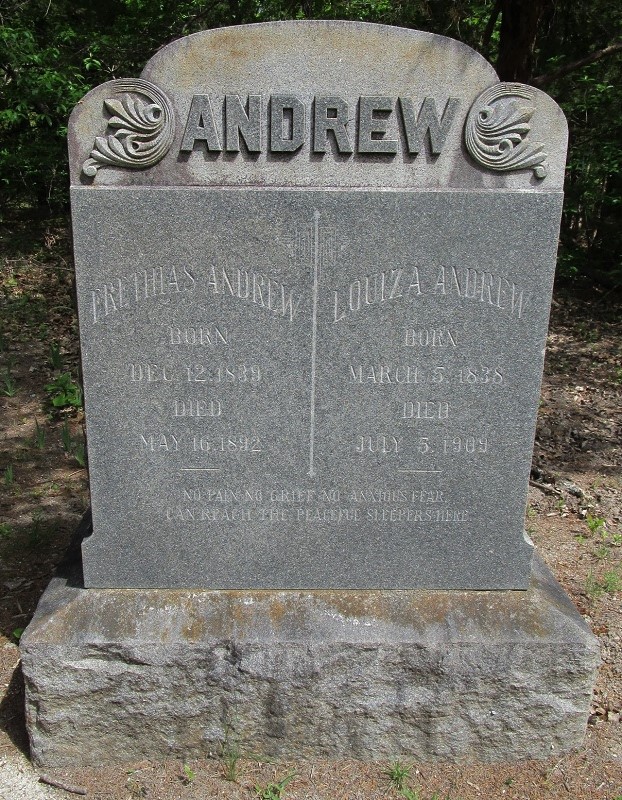 ANDREW
ERETHIAS ANDREW
BORN
DEC. 12. 1839
DIED
MAY 16. 1892
LOUIZA ANDREW
BORN
MARCH 5. 1838
DIED
JULY 5. 1909
NO PAIN NO GRIEF NO ANXIOUS FEAR
CAN REACH THE PEACEFUL SLEEPERS HERE